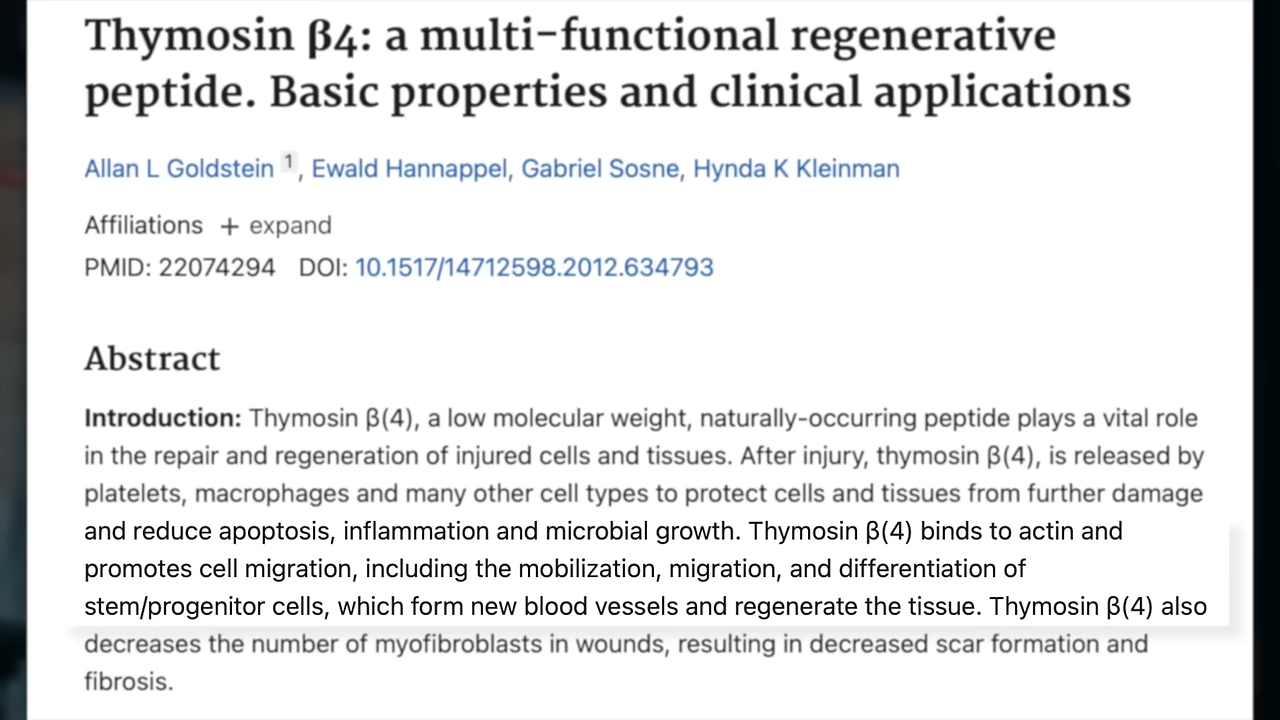 Thymosin β4: a multi-functional regenerative
peptide. Basic properties and clinical applications
Allan L Goldstein 1, Ewald Hannappel, Gabriel Sosne, Hynda K Kleinman
Affiliations + expand
PMID: 22074294 DOI: 10.1517/14712598.2012.634793
Abstract
Introduction: Thymosin β(4), a low molecular weight, naturally-occurring peptide plays a vital role
in the repair and regeneration of injured cells and tissues. After injury, thymosin β(4), is released by
platelets, macrophages and many other cell types to protect cells and tissues from further damage
and reduce apoptosis, inflammation and microbial growth. Thymosin β(4) binds to actin and
promotes cell migration, including the mobilization, migration, and differentiation of
stem/progenitor cells, which form new blood vessels and regenerate the tissue. Thymosin β(4) also
decreases the number of myofibroblasts in wounds, resulting in decreased scar formation and
fibrosis.